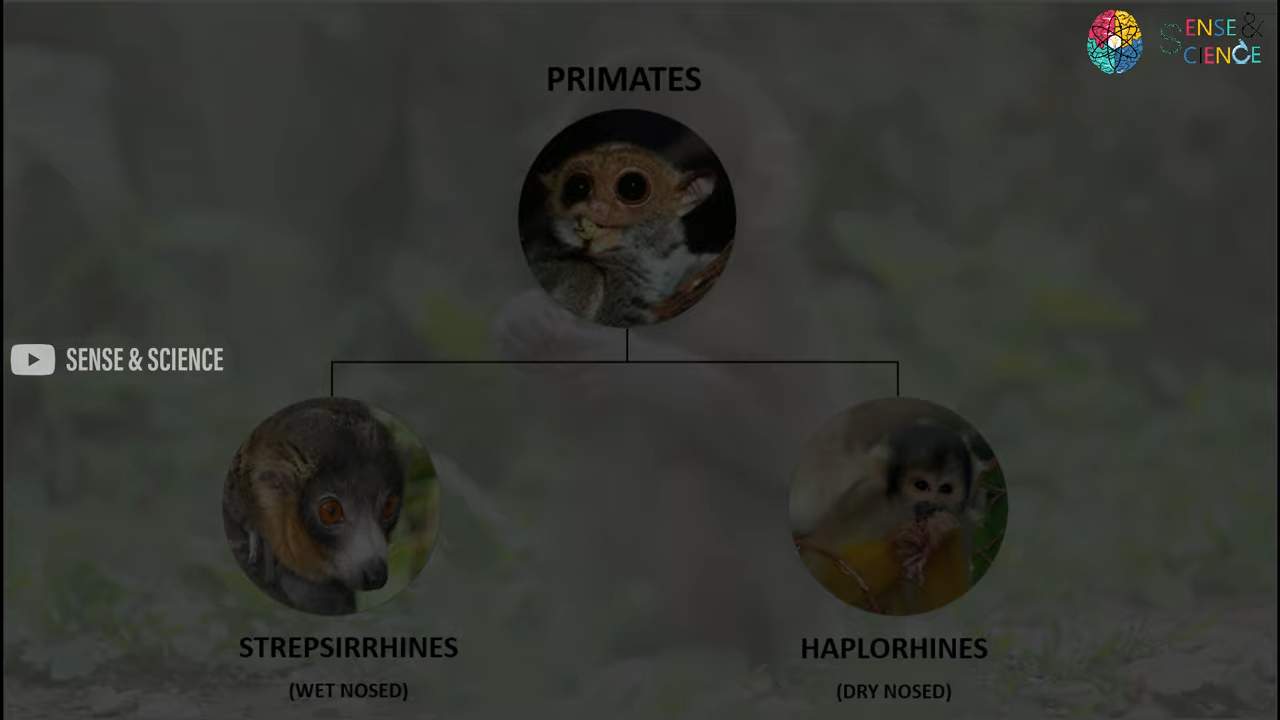 SENSE &
SCIENCE
PRIMATES
SENSE & SCIENCE
STREPSIRRHINES
HAPLORHINES
(WET NOSED)
(DRY NOSED)